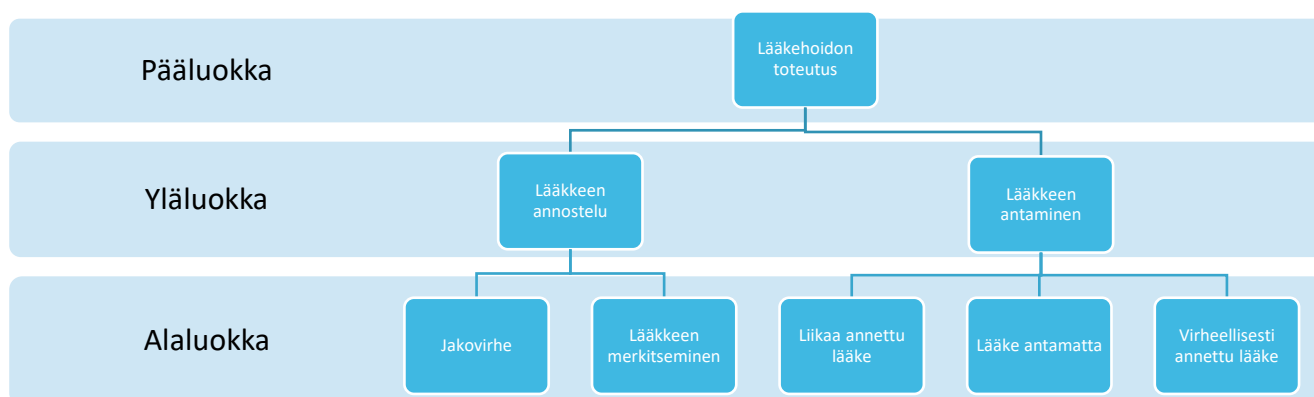 Pääluokka
Lääkehoidon
toteutus
Yläluokka
Lääkkeen
annostelu
Lääkkeen
antaminen
Alaluokka
Jakovirhe
Lääkkeen
merkitseminen
Liikaa annettu
lääke
Lääke antamatta
Virheellisesti
annettu lääke